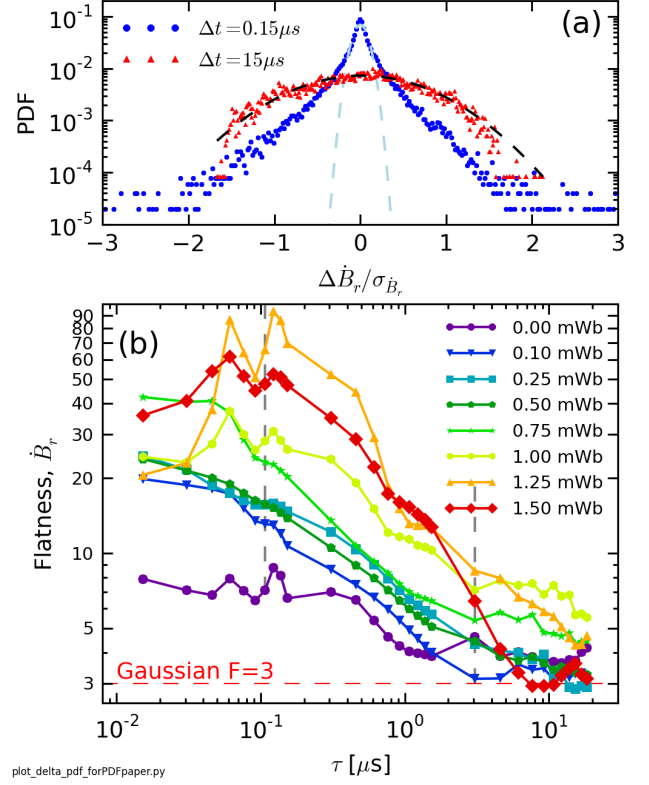 (a)
Δt=0.15μs
Δt=15μs
PDF
10⁻¹
10⁻²
10⁻³
10⁻⁴
10⁻⁵
−3 −2 −1 0 1 2 3
ΔḂ_r/σ_Ḃ_r
(b)
0.00 mWb
0.10 mWb
0.25 mWb
0.50 mWb
0.75 mWb
1.00 mWb
1.25 mWb
1.50 mWb
Flatness, Ḃ_r
90
80
70
60
50
40
30
20
10
5
3
Gaussian F=3
10⁻² 10⁻¹ 10⁰ 10¹
τ [μs]
plot_delta_pdf_forPDFpaper.py